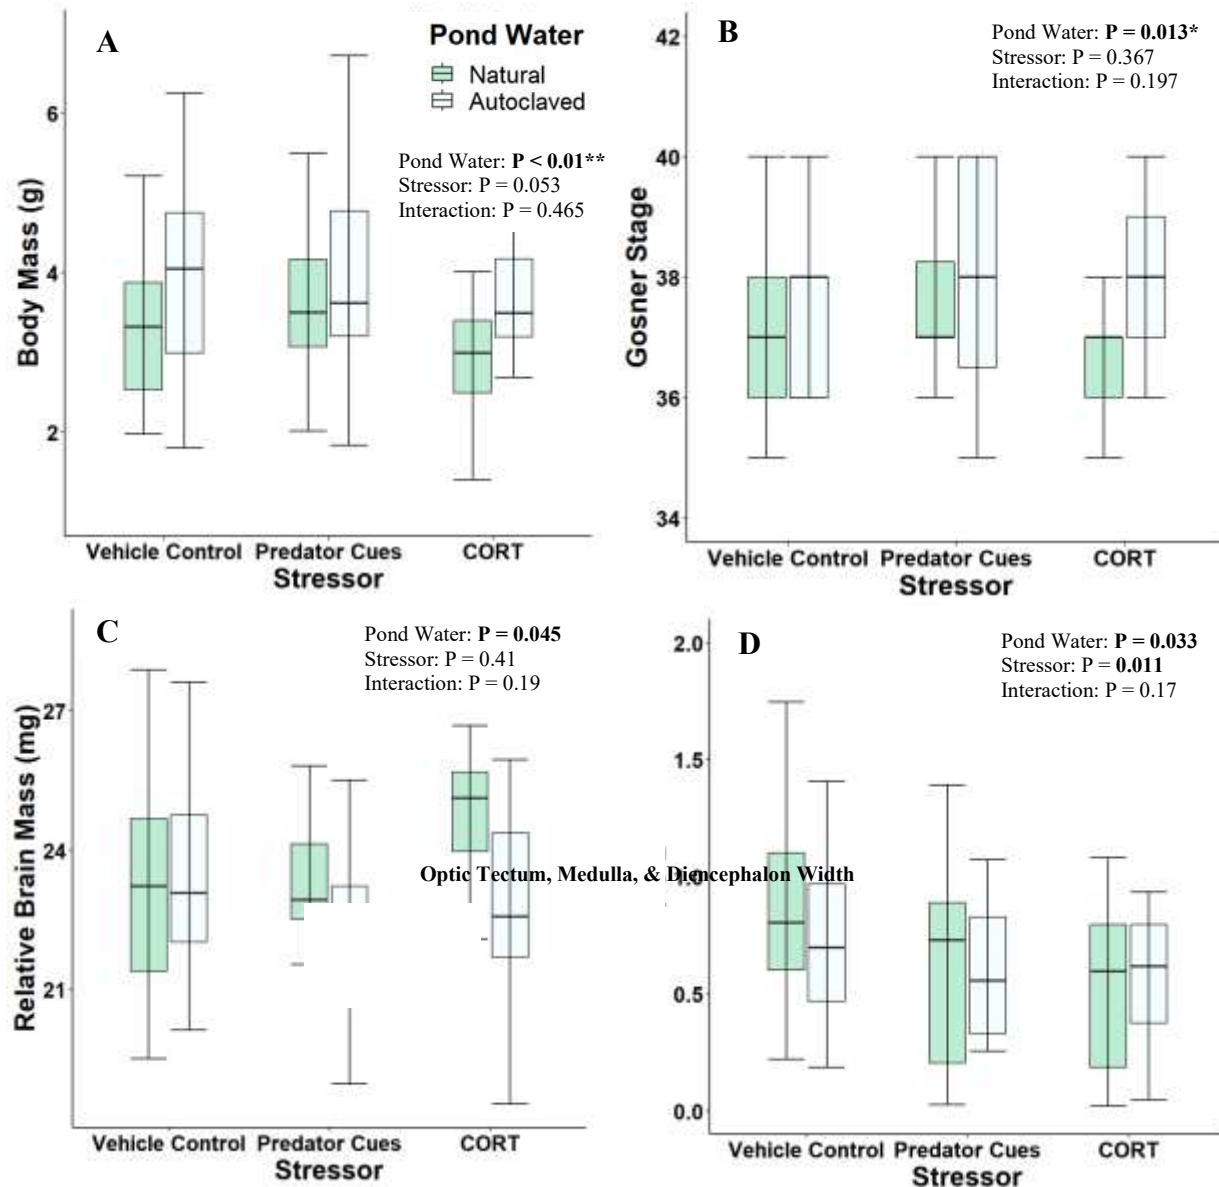 A
Pond Water
Natural
Autoclaved
Pond Water: P < 0.01**
Stressor: P = 0.053
Interaction: P = 0.465
Body Mass (g)
6
4
2
Vehicle Control Predator Cues CORT
Stressor
B
Pond Water: P = 0.013*
Stressor: P = 0.367
Interaction: P = 0.197
Gosner Stage
42
40
38
36
34
Vehicle Control Predator Cues CORT
Stressor
C
Pond Water: P = 0.045
Stressor: P = 0.41
Interaction: P = 0.19
Relative Brain Mass (mg)
27
24
21
Vehicle Control Predator Cues CORT
Stressor
D
Pond Water: P = 0.033
Stressor: P = 0.011
Interaction: P = 0.17
Optic Tectum, Medulla, & Diencephalon Width
2.0
1.5
0.5
0.0
Vehicle Control Predator Cues CORT
Stressor